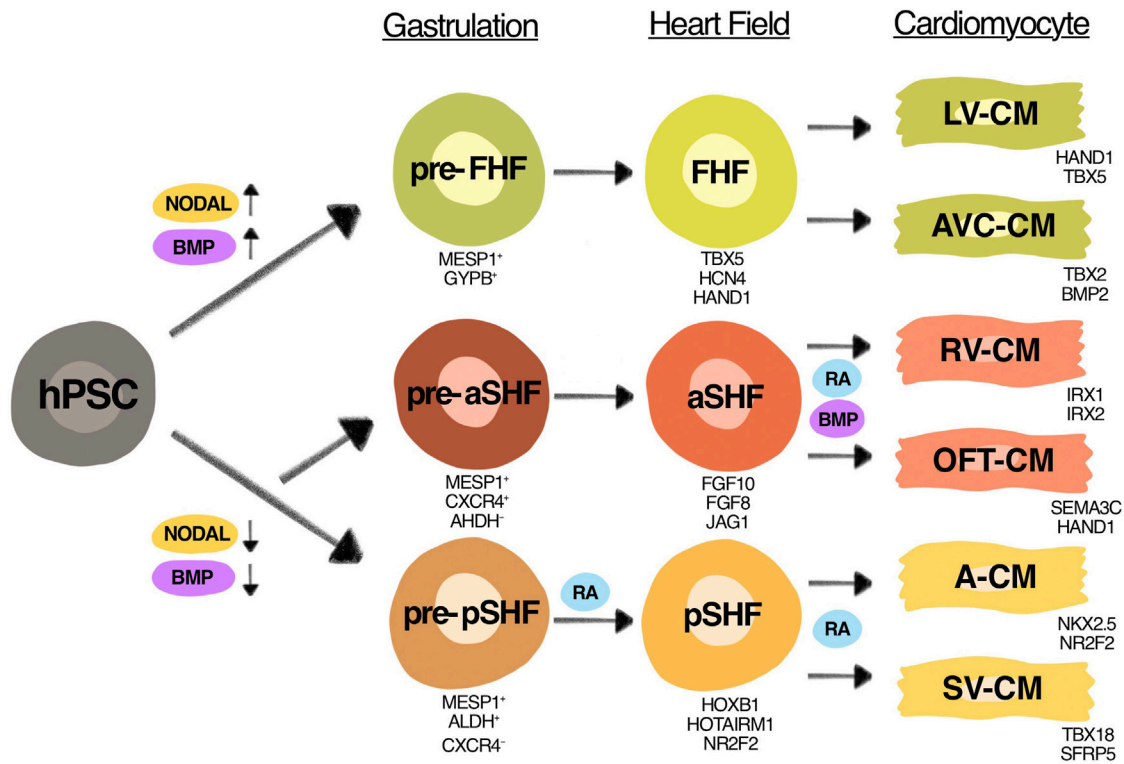 Gastrulation
Heart Field
Cardiomyocyte
NODAL
BMP
pre-FHF
MESP1⁺
GYPB⁺
FHF
TBX5
HCN4
HAND1
LV-CM
HAND1
TBX5
AVC-CM
TBX2
BMP2
hPSC
pre-aSHF
MESP1⁺
CXCR4⁺
AHDH⁻
aSHF
FGF10
FGF8
JAG1
RA
BMP
RV-CM
IRX1
IRX2
OFT-CM
SEMA3C
HAND1
NODAL
BMP
pre-pSHF
MESP1⁺
ALDH⁺
CXCR4⁻
RA
pSHF
HOXB1
HOTAIRM1
NR2F2
RA
A-CM
NKX2.5
NR2F2
SV-CM
TBX18
SFRP5